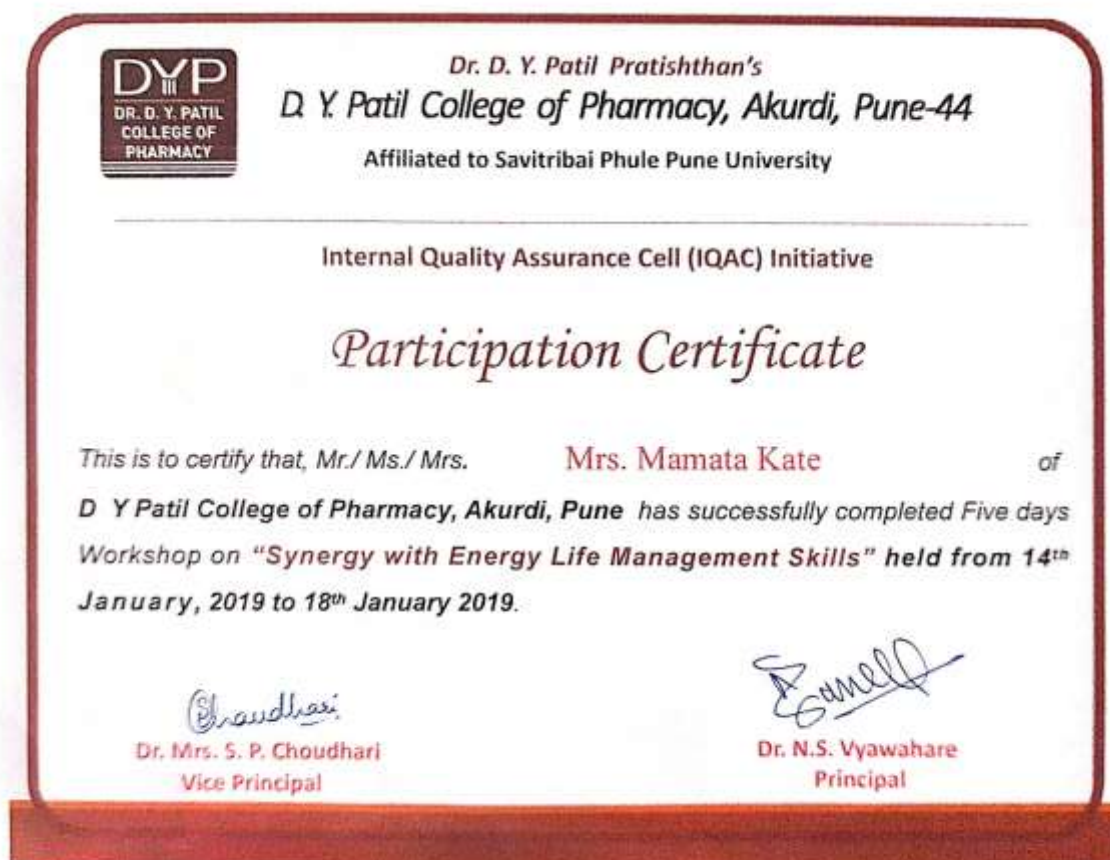 DYP
DR. D. Y. PATIL
COLLEGE OF
PHARMACY
Dr. D. Y. Patil Pratishthan's
D. Y. Patil College of Pharmacy, Akurdi, Pune-44
Affiliated to Savitribai Phule Pune University
Internal Quality Assurance Cell (IQAC) Initiative
Participation Certificate
This is to certify that, Mr./ Ms./ Mrs. Mrs. Mamata Kate of
D Y Patil College of Pharmacy, Akurdi, Pune has successfully completed Five days
Workshop on “Synergy with Energy Life Management Skills” held from 14th
January, 2019 to 18th January 2019.
Choudhari
Dr. Mrs. S. P. Choudhari
Vice Principal
Dr. N.S. Vyawahare
Principal